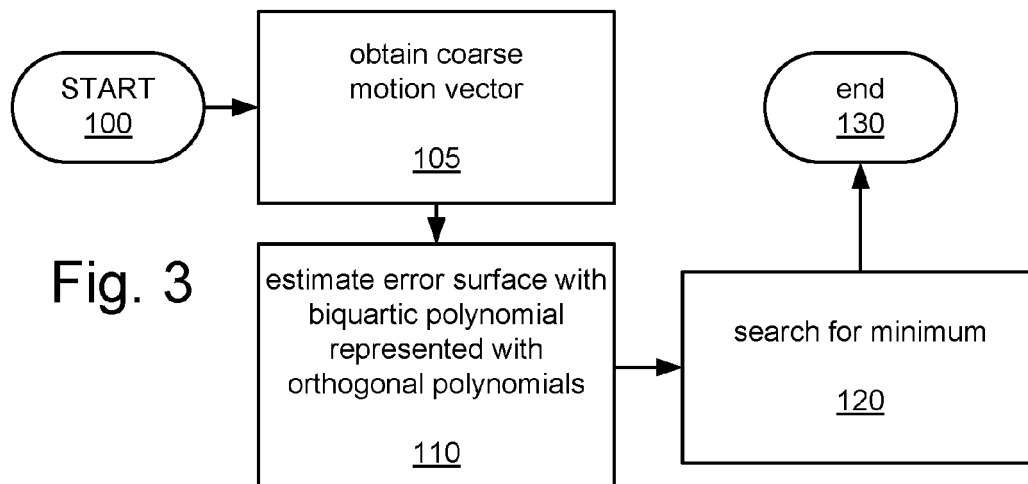 START
100
obtain coarse
motion vector
105
end
130
Fig. 3
estimate error surface with
biquartic polynomial
represented with
orthogonal polynomials
110
search for minimum
120